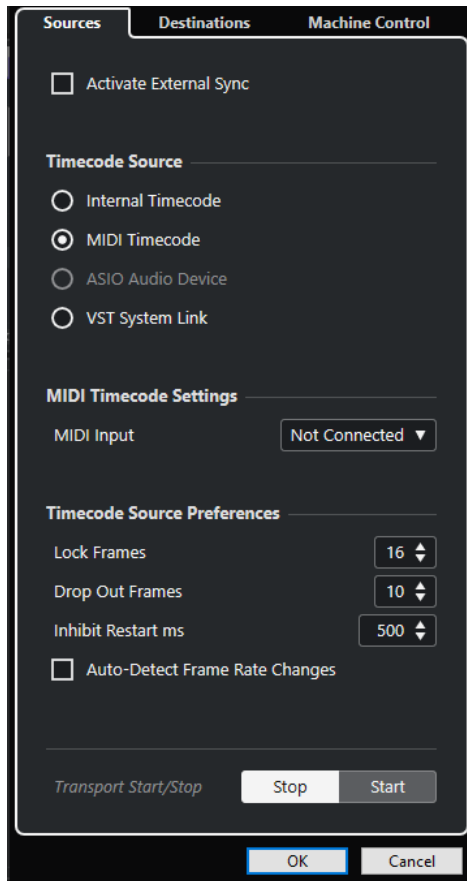 Sources Destinations Machine Control
Activate External Sync
Timecode Source
Internal Timecode
MIDI Timecode
ASIO Audio Device
VST System Link
MIDI Timecode Settings
MIDI Input Not Connected
Timecode Source Preferences
Lock Frames 16
Drop Out Frames 10
Inhibit Restart ms 500
Auto-Detect Frame Rate Changes
Transport Start/Stop Stop Start
OK Cancel